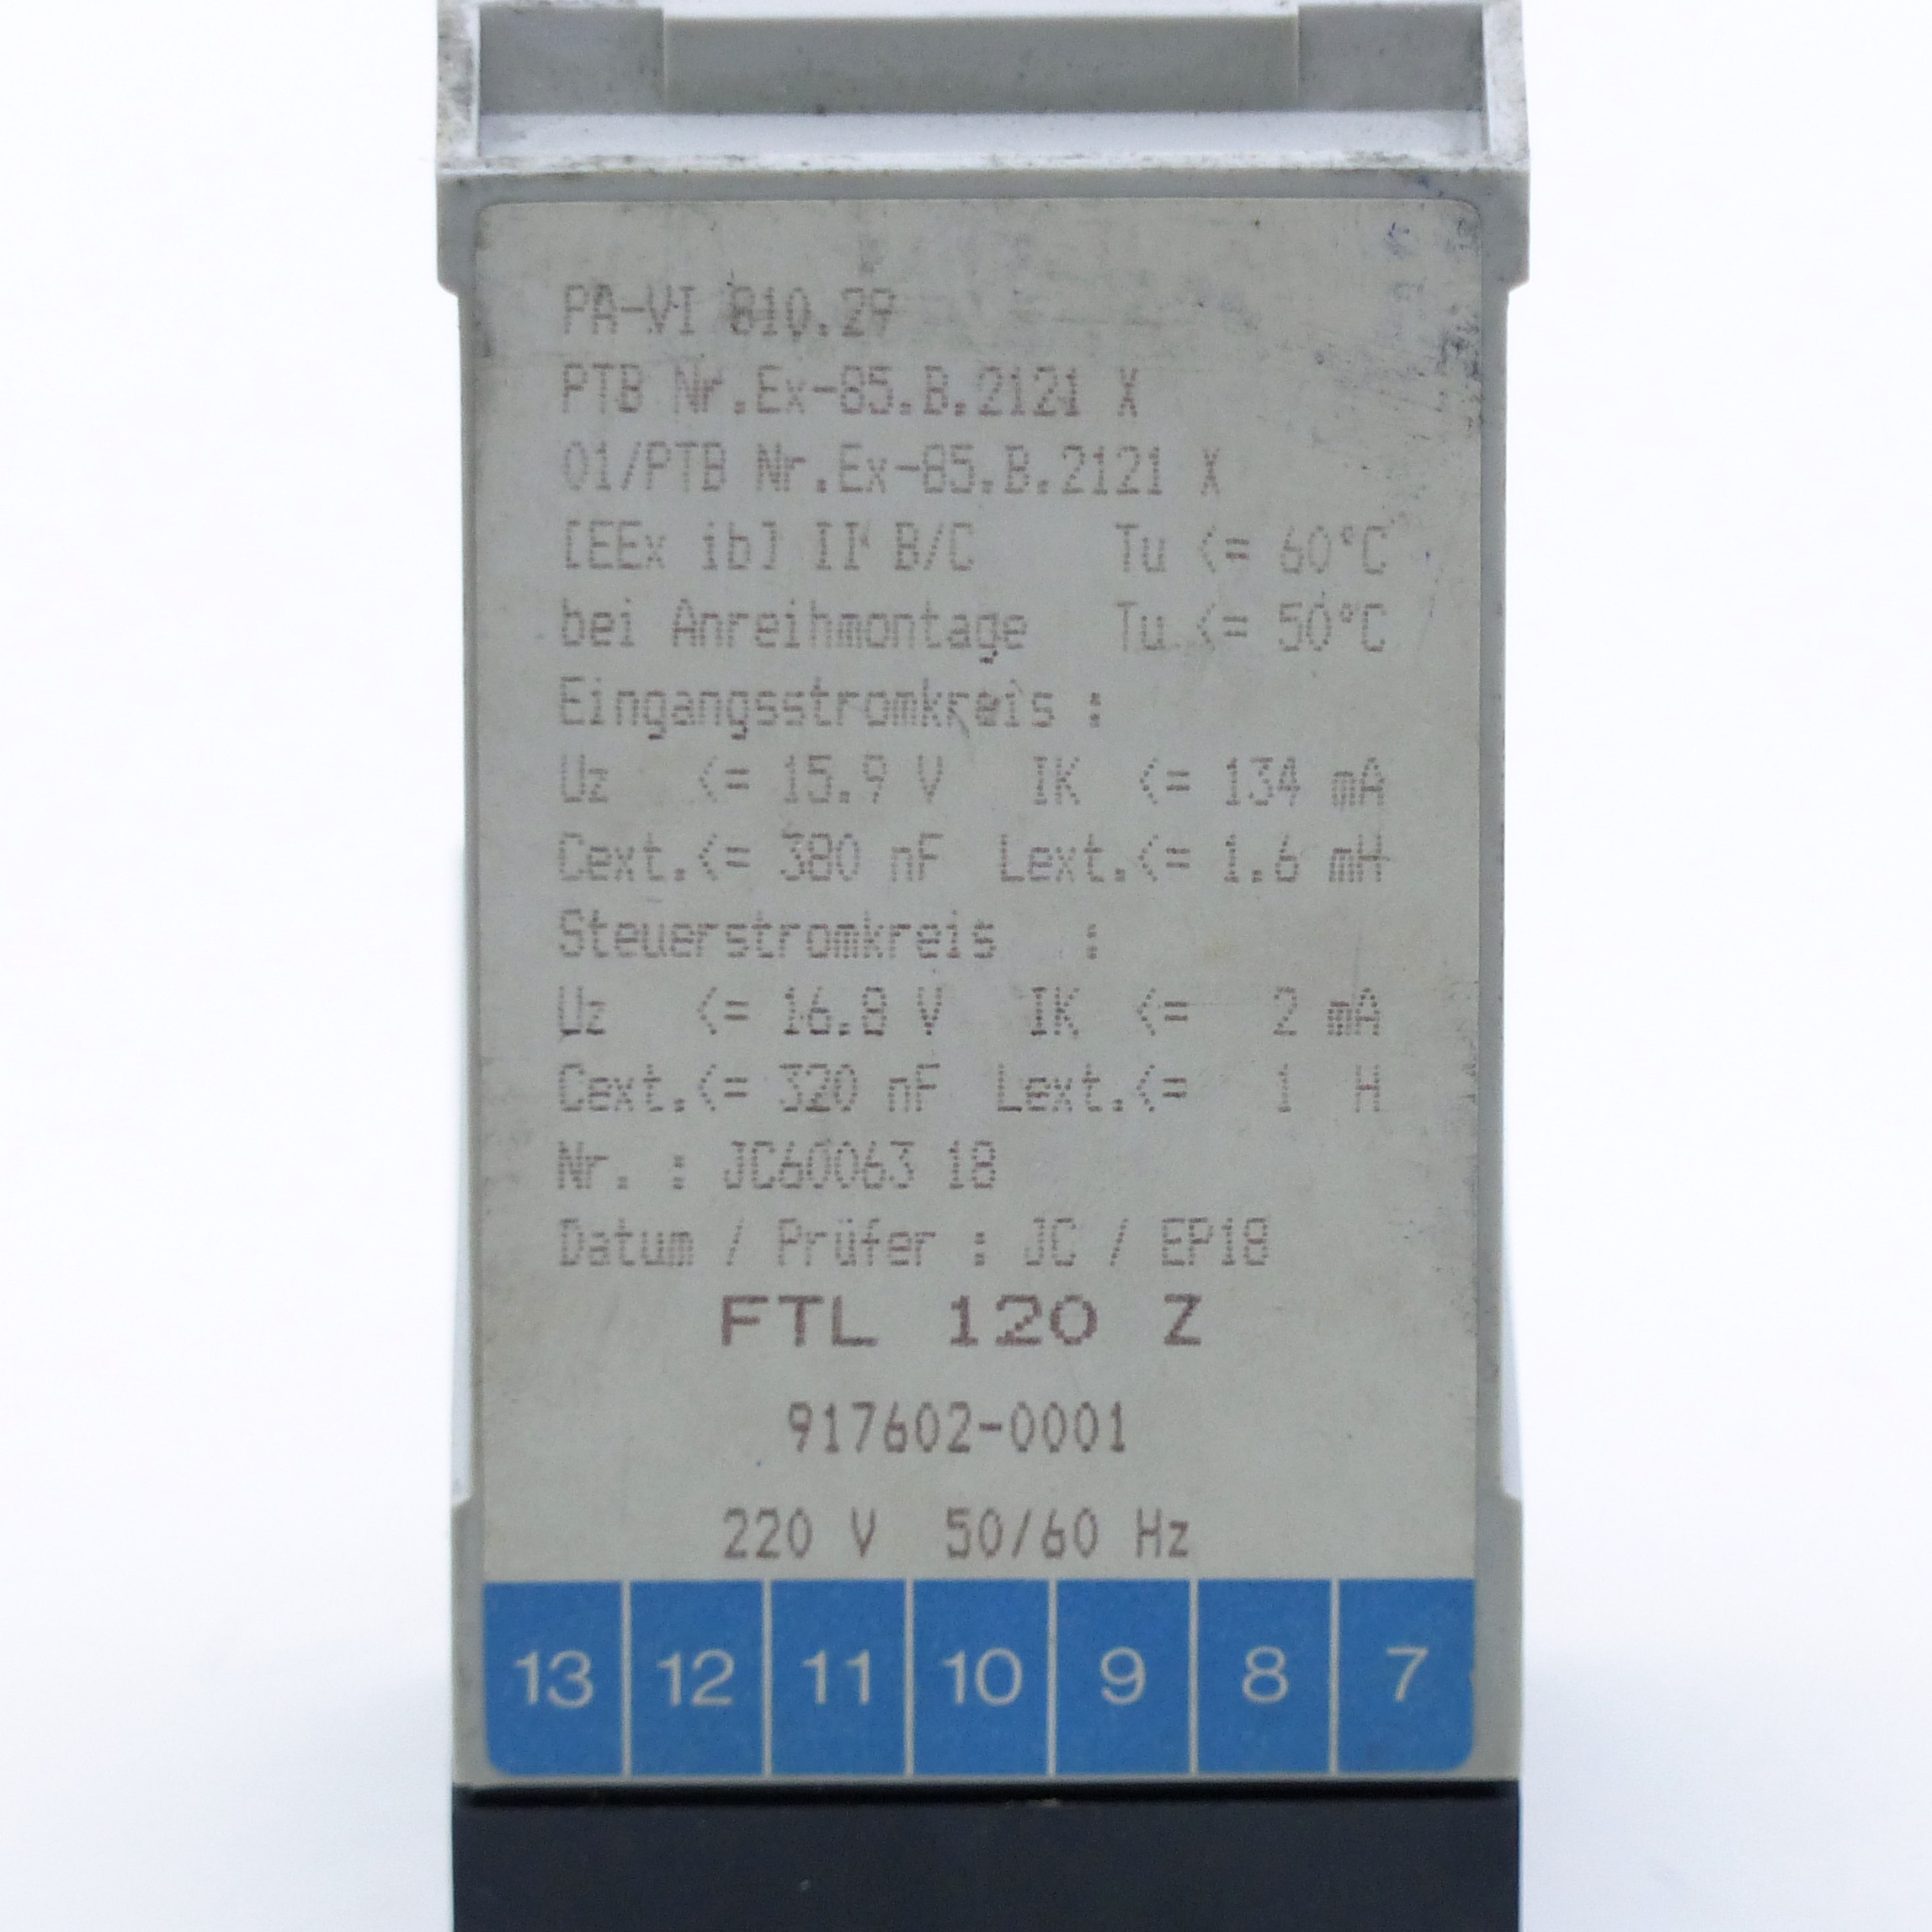 PA-VI 810.29
PTB Nr.Ex-85.B.2121 X
01/PTB Nr.Ex-85.B.2121 X
[EEx ib] II B/C Tu <= 60°C
bei Anreihmontage Tu <= 50°C
Eingangsstromkreis :
Uz <= 15.9 V IK <= 134 mA
Cext.<= 380 nF Lext.<= 1.6 mH
Steuerstromkreis :
Uz <= 16.8 V IK <= 2 mA
Cext.<= 320 nF Lext.<= 1 H
Nr. : JC60063 18
Datum / Prüfer : JC / EP18
FTL 120 Z
917602-0001
220 V 50/60 Hz
13 12 11 10 9 8 7